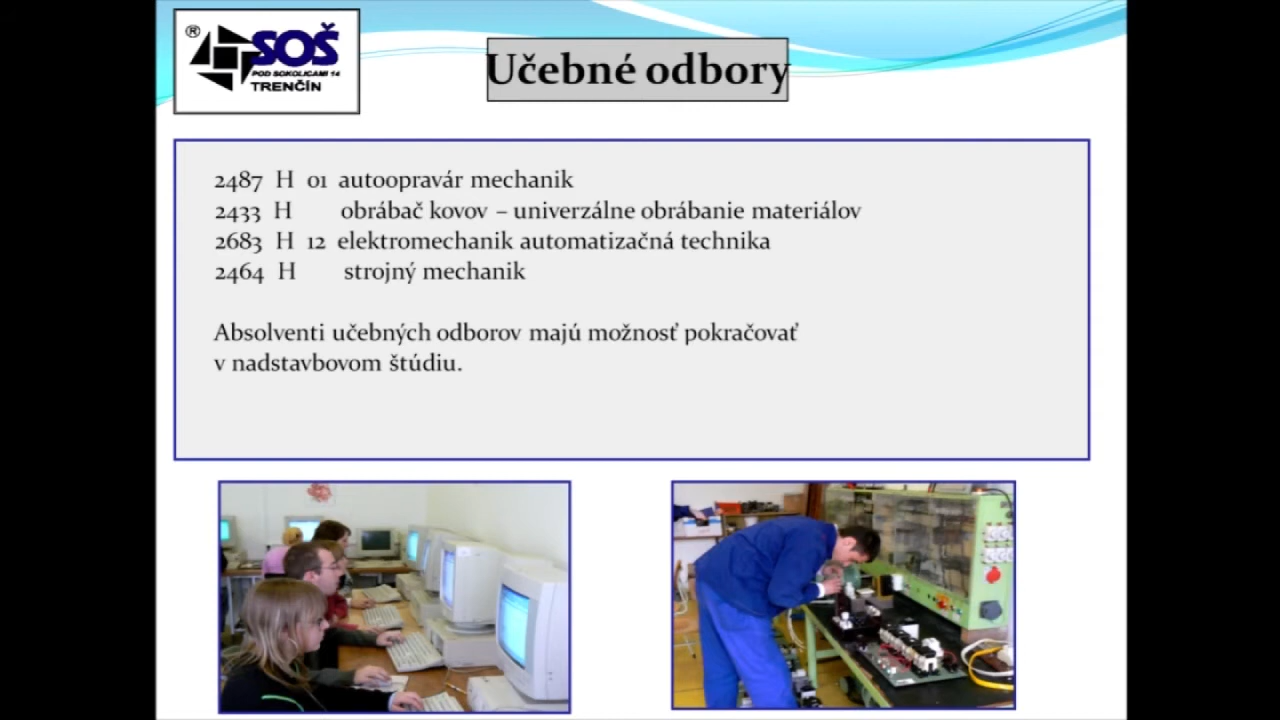 ®
SOŠ
POD SOKOLICAMI 14
TRENČÍN
Učebné odbory
2487 H 01 autoopravár mechanik
2433 H obrábač kovov – univerzálne obrábanie materiálov
2683 H 12 elektromechanik automatizačná technika
2464 H strojný mechanik
Absolventi učebných odborov majú možnosť pokračovať
v nadstavbovom štúdiu.